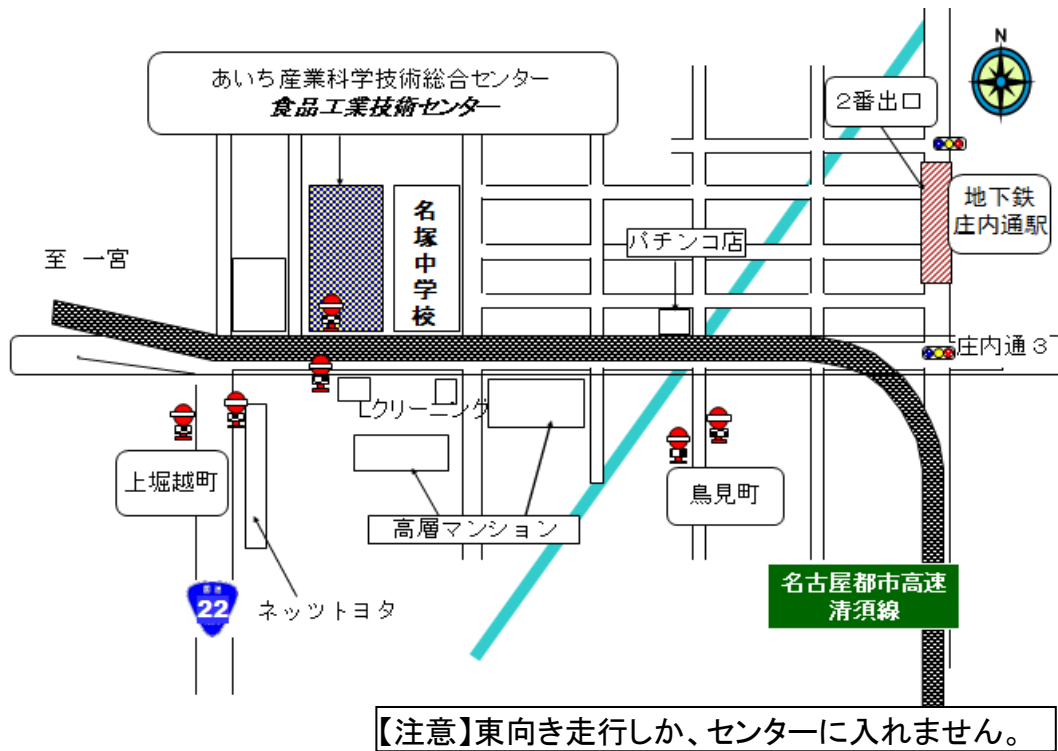 あいち産業科学技術総合センター
食品工業技術センター
N
2番出口
地下鉄
庄内通駅
名塚中学校
パチンコ店
至 一宮
庄内通3
Lクリーニング
上堀越町
鳥見町
高層マンション
国道
22
ネッツトヨタ
名古屋都市高速
清須線
【注意】東向き走行しか、センターに入れません。